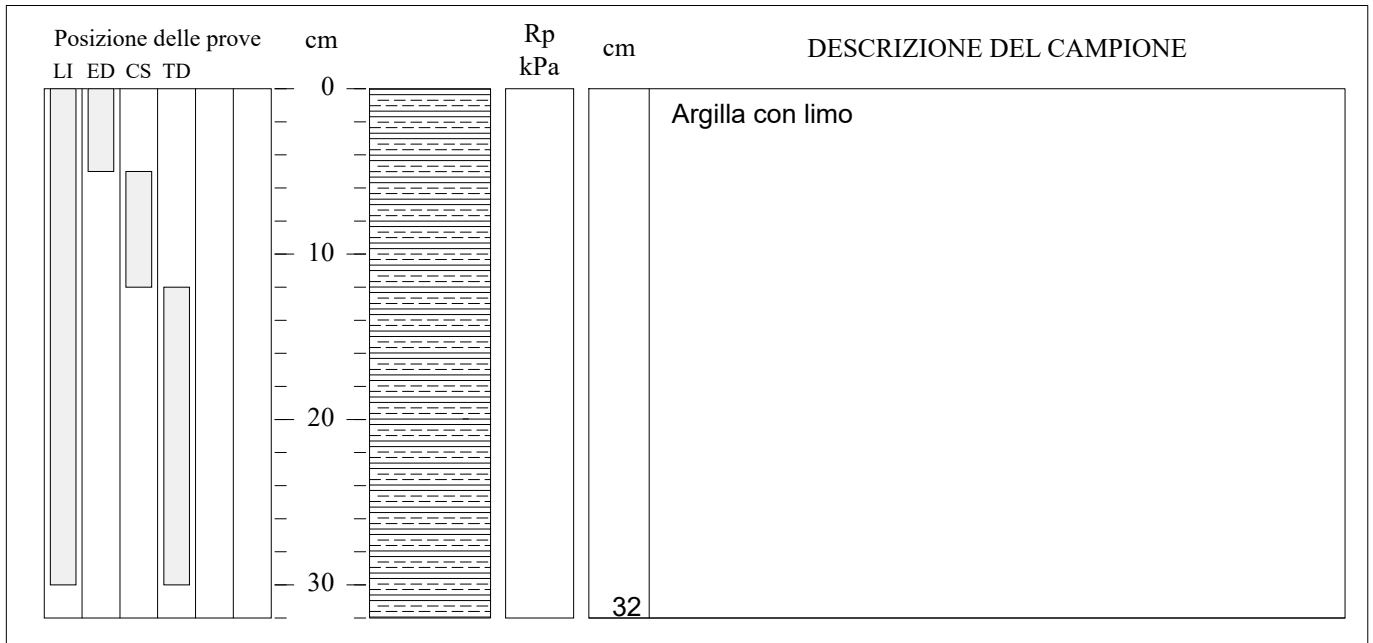 Posizione delle prove
LI ED CS TD
cm
Rp
kPa
cm
DESCRIZIONE DEL CAMPIONE
0
10
20
30
Argilla con limo
32